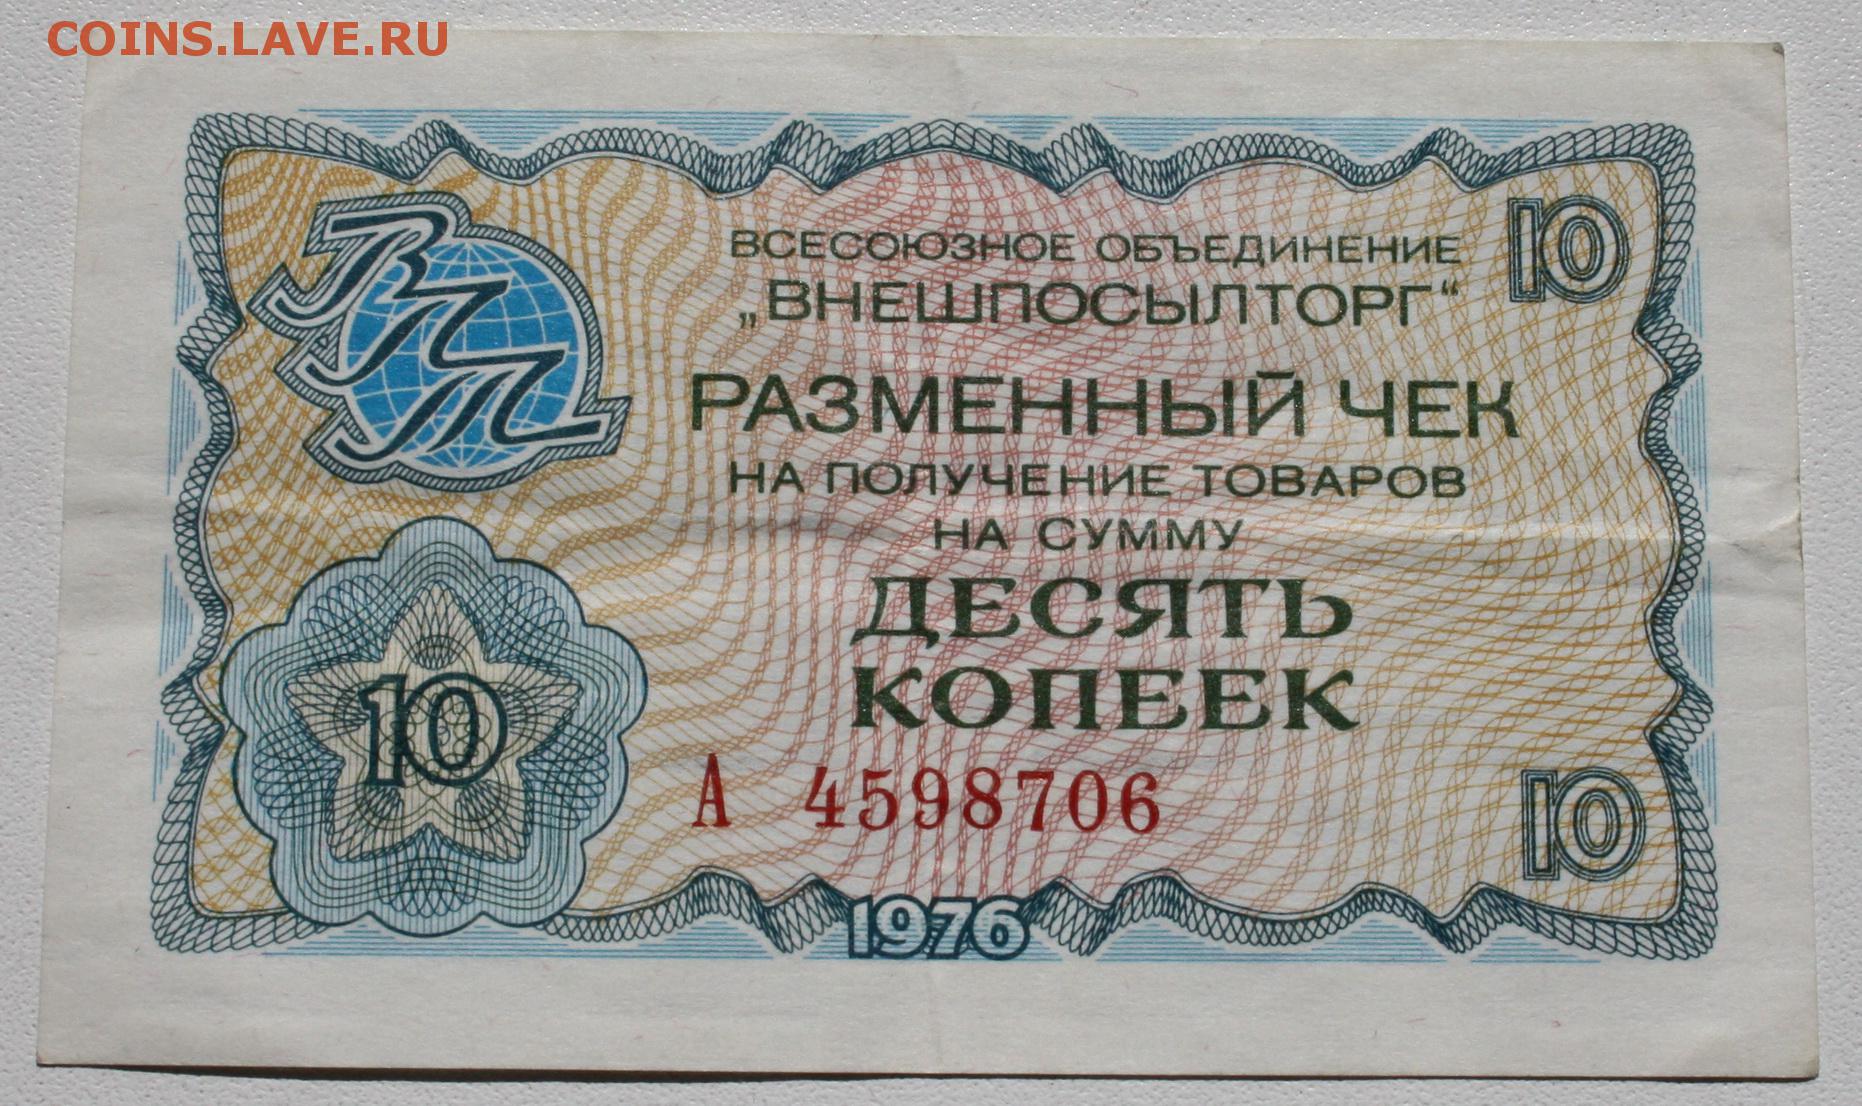 COINS.LAVE.RU
ВПТ
ВСЕСОЮЗНОЕ ОБЪЕДИНЕНИЕ
„ВНЕШПОСЫЛТОРГ“
10
РАЗМЕННЫЙ ЧЕК
НА ПОЛУЧЕНИЕ ТОВАРОВ
НА СУММУ
ДЕСЯТЬ
КОПЕЕК
10
А 4598706
10
1976